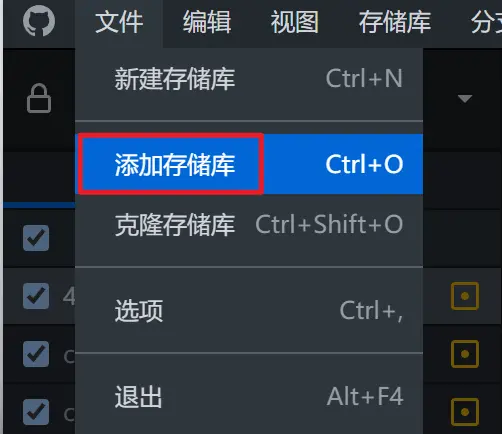 文件 编辑 视图 存储库 分支
新建存储库 Ctrl+N
添加存储库 Ctrl+O
克隆存储库 Ctrl+Shift+O
4
选项 Ctrl+,
c
退出 Alt+F4
c